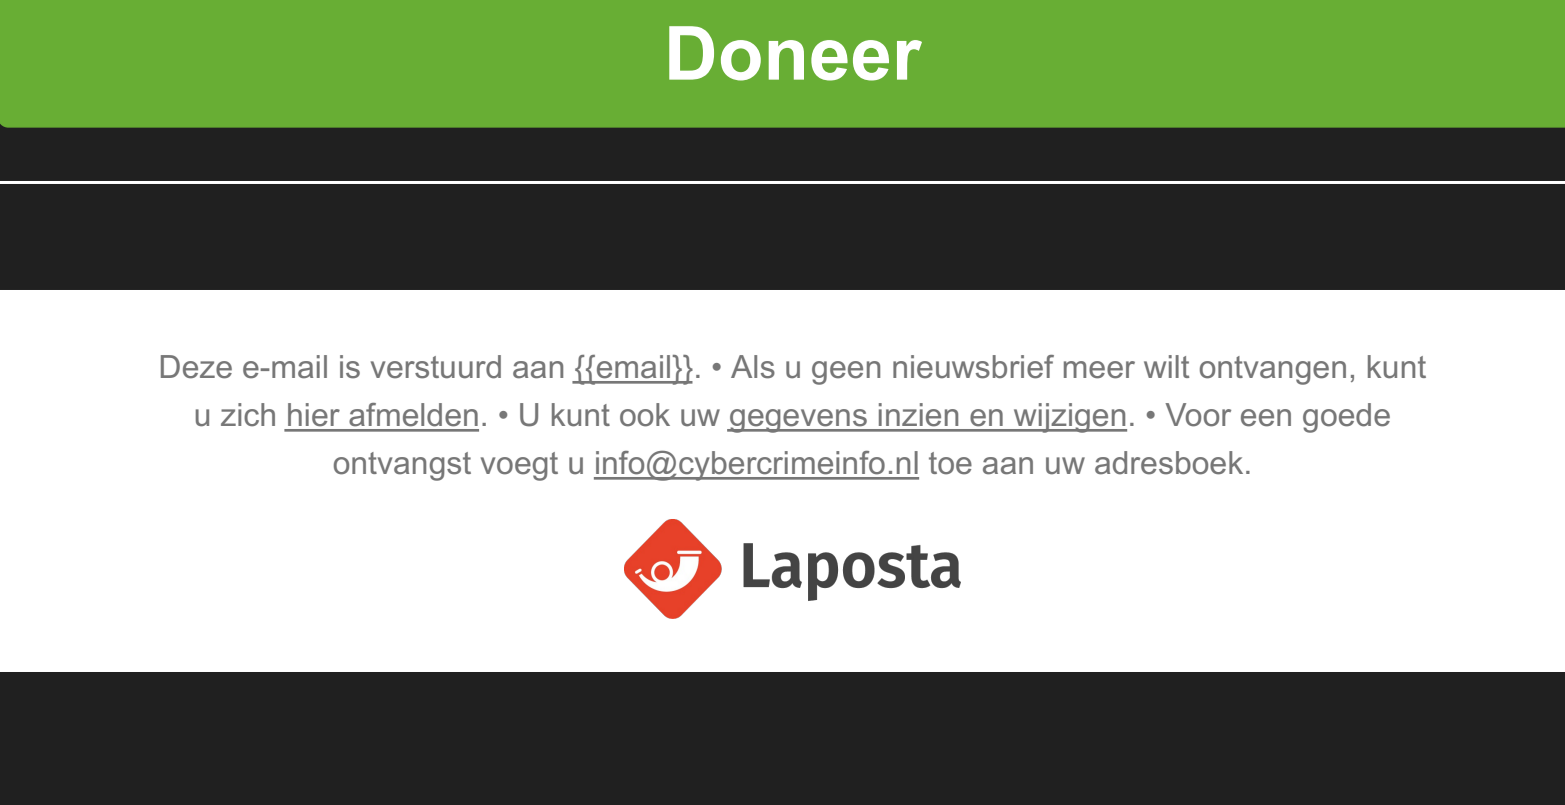 Doneer
Deze e-mail is verstuurd aan {{email}}. • Als u geen nieuwsbrief meer wilt ontvangen, kunt
u zich hier afmelden. • U kunt ook uw gegevens inzien en wijzigen. • Voor een goede
ontvangst voegt u info@cybercrimeinfo.nl toe aan uw adresboek.
Laposta